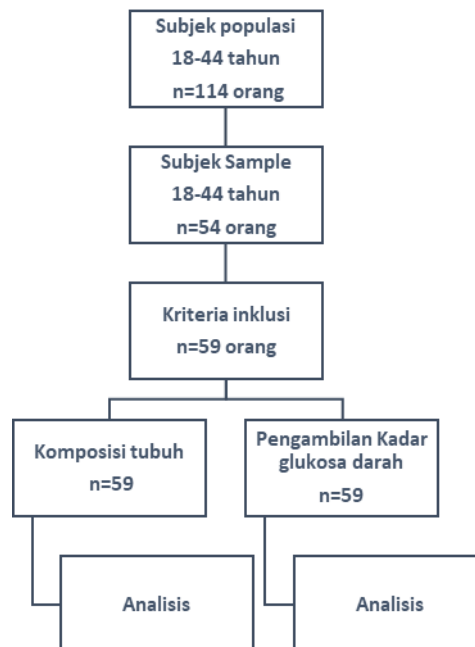 Subjek populasi
18-44 tahun
n=114 orang
Subjek Sample
18-44 tahun
n=54 orang
Kriteria inklusi
n=59 orang
Komposisi tubuh
n=59
Pengambilan Kadar
glukosa darah
n=59
Analisis
Analisis